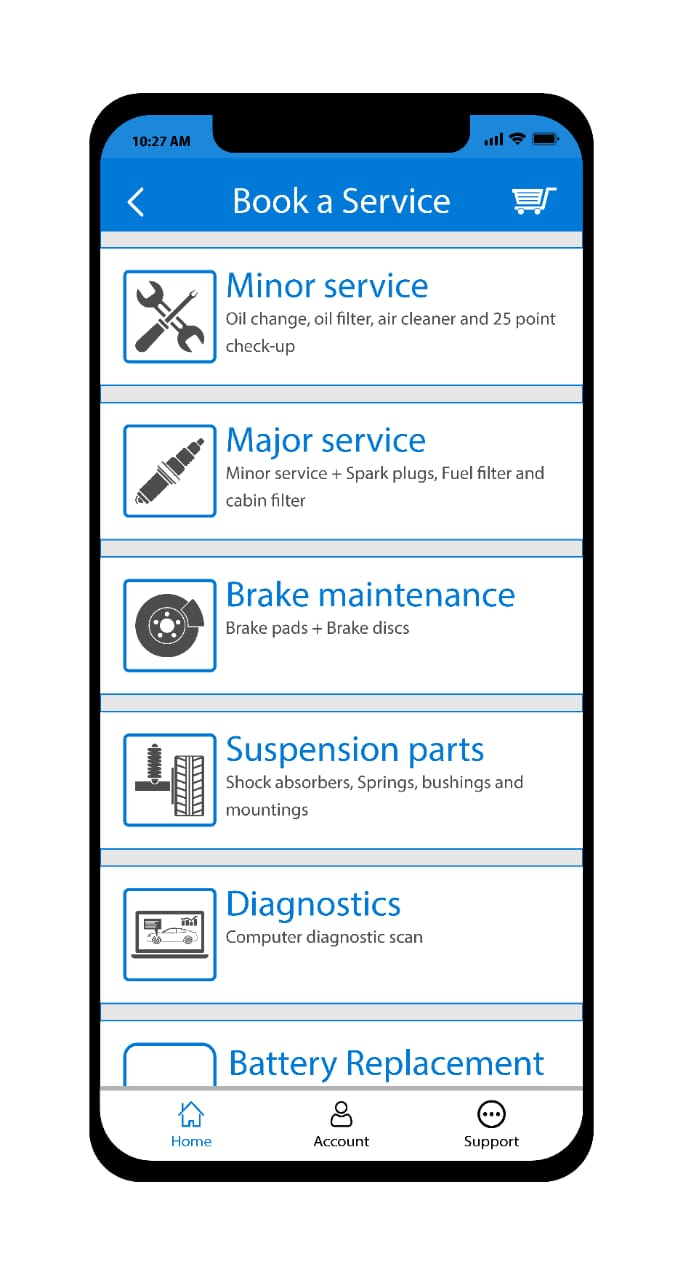 10:27 AM
Book a Service
Minor service
Oil change, oil filter, air cleaner and 25 point
check-up
Major service
Minor service + Spark plugs, Fuel filter and
cabin filter
Brake maintenance
Brake pads + Brake discs
Suspension parts
Shock absorbers, Springs, bushings and
mountings
Diagnostics
Computer diagnostic scan
Battery Replacement
Home
Account
Support